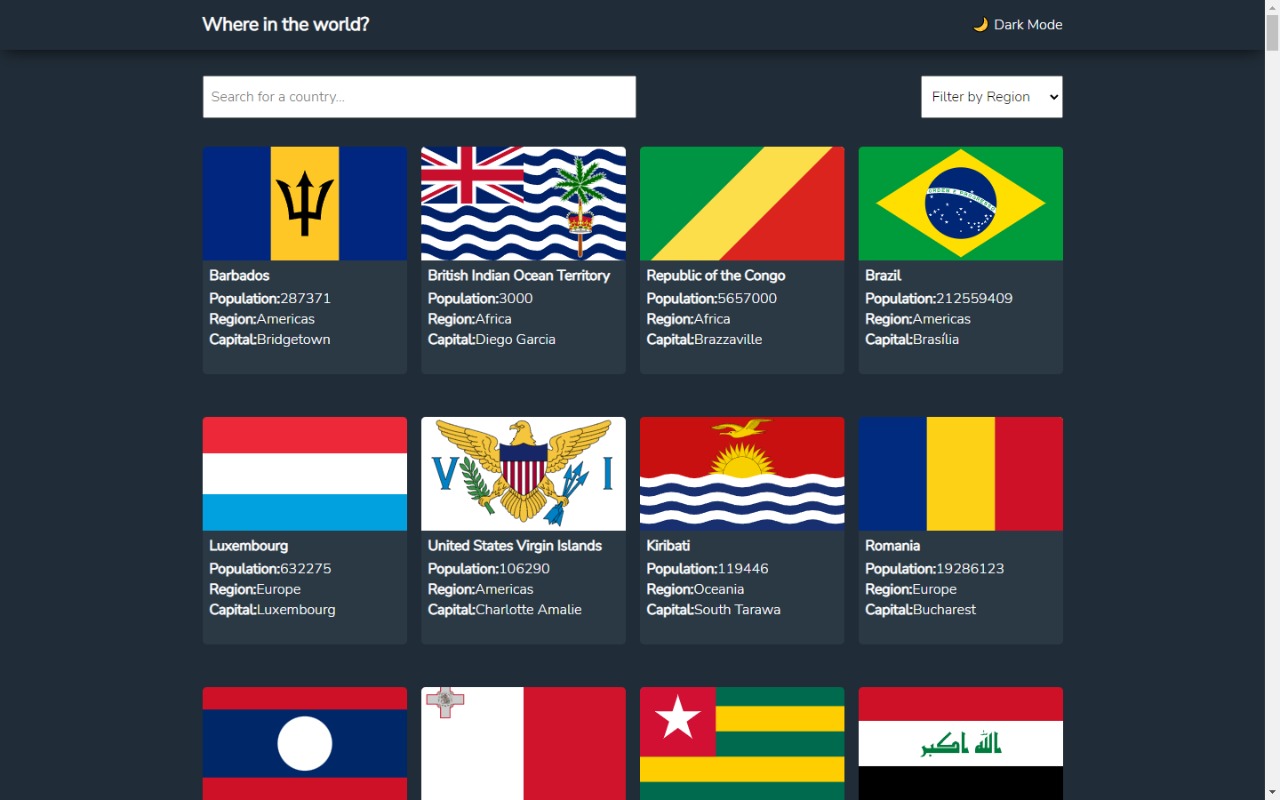 Where in the world?
🌙 Dark Mode
Search for a country...
Filter by Region
Barbados
Population:287371
Region:Americas
Capital:Bridgetown
British Indian Ocean Territory
Population:3000
Region:Africa
Capital:Diego Garcia
Republic of the Congo
Population:5657000
Region:Africa
Capital:Brazzaville
Brazil
Population:212559409
Region:Americas
Capital:Brasília
V I
Luxembourg
Population:632275
Region:Europe
Capital:Luxembourg
United States Virgin Islands
Population:106290
Region:Americas
Capital:Charlotte Amalie
Kiribati
Population:119446
Region:Oceania
Capital:South Tarawa
Romania
Population:19286123
Region:Europe
Capital:Bucharest
الله اكبر